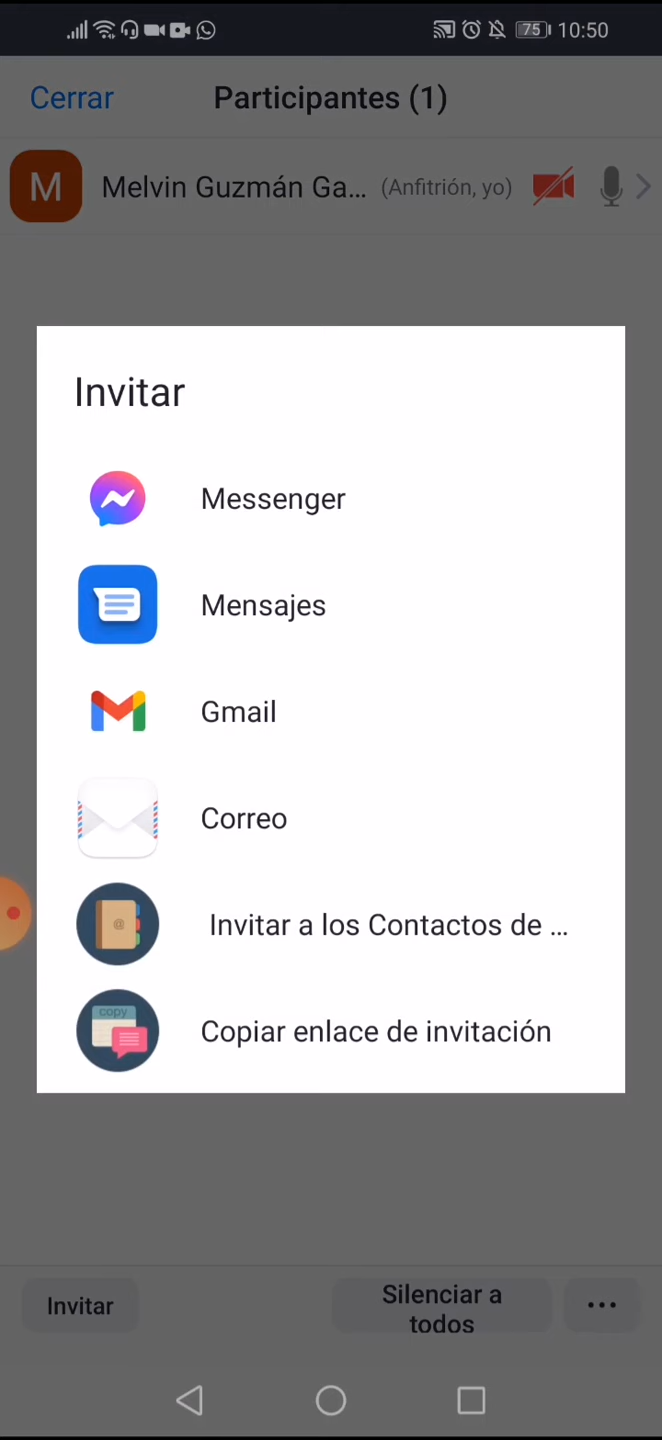 75 10:50
Cerrar Participantes (1)
M Melvin Guzmán Ga... (Anfitrión, yo)
Invitar
Messenger
Mensajes
Gmail
Correo
@ Invitar a los Contactos de ...
copy
Copiar enlace de invitación
Invitar Silenciar a
todos